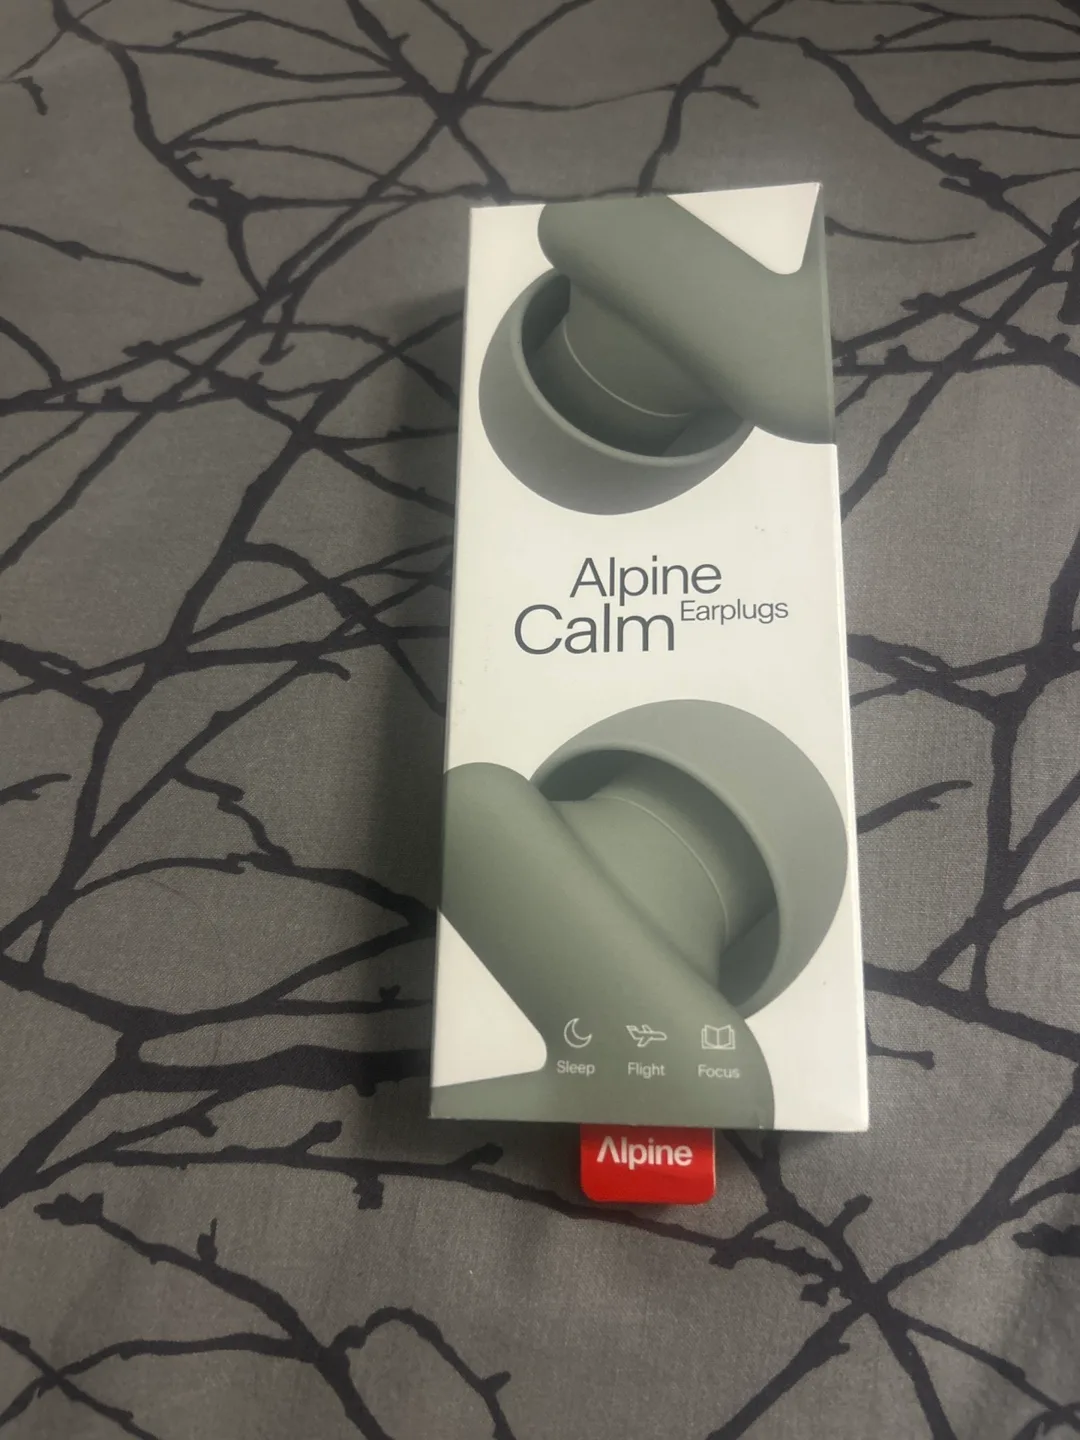 Alpine
Calm Earplugs
Sleep Flight Focus
Alpine